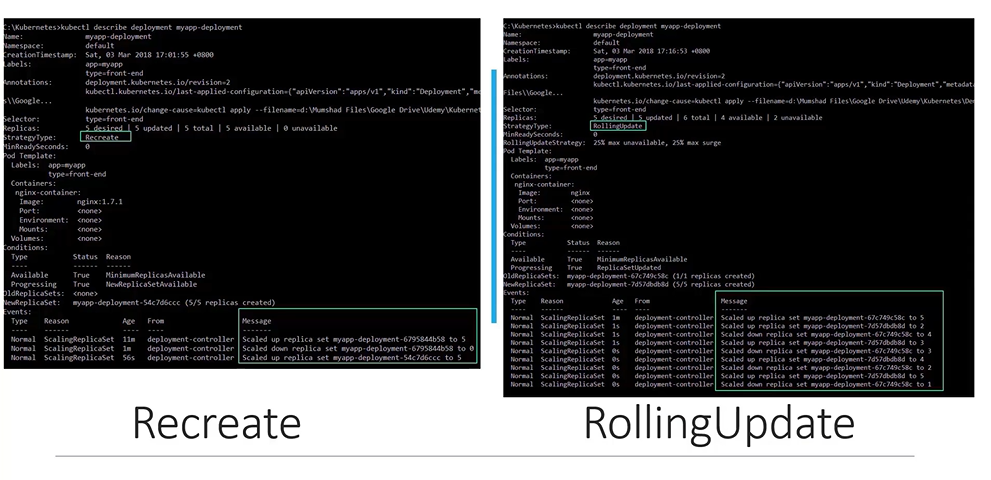 C:\Kubernetes>kubectl describe deployment myapp-deployment
Name: myapp-deployment
Namespace: default
CreationTimestamp: Sat, 03 Mar 2018 17:01:55 +0800
Labels: app=myapp
type=front-end
Annotations: deployment.kubernetes.io/revision=2
kubectl.kubernetes.io/last-applied-configuration={"apiVersion":"apps/v1","kind":"Deployment","me
s\\Google...
kubernetes.io/change-cause=kubectl apply --filename=d:\Mumshad Files\Google Drive\Udemy\Kubernet
Selector: type=front-end
Replicas: 5 desired | 5 updated | 5 total | 5 available | 0 unavailable
StrategyType: Recreate
MinReadySeconds: 0
Pod Template:
Labels: app=myapp
type=front-end
Containers:
nginx-container:
Image: nginx:1.7.1
Port: <none>
Environment: <none>
Mounts: <none>
Volumes: <none>
Conditions:
Type Status Reason
---- ------ ------
Available True MinimumReplicasAvailable
Progressing True NewReplicaSetAvailable
OldReplicaSets: <none>
NewReplicaSet: myapp-deployment-54c7d6ccc (5/5 replicas created)
Events:
Type Reason Age From Message
---- ------ ---- ---- -------
Normal ScalingReplicaSet 11m deployment-controller Scaled up replica set myapp-deployment-6795844b58 to 5
Normal ScalingReplicaSet 1m deployment-controller Scaled down replica set myapp-deployment-6795844b58 to 0
Normal ScalingReplicaSet 56s deployment-controller Scaled up replica set myapp-deployment-54c7d6ccc to 5
Recreate
C:\Kubernetes>kubectl describe deployment myapp-deployment
Name: myapp-deployment
Namespace: default
CreationTimestamp: Sat, 03 Mar 2018 17:16:53 +0800
Labels: app=myapp
type=front-end
Annotations: deployment.kubernetes.io/revision=2
kubectl.kubernetes.io/last-applied-configuration={"apiVersion":"apps/v1","kind":"Deployment","metadat
Files\\Google...
kubernetes.io/change-cause=kubectl apply --filename=d:\Mumshad Files\Google Drive\Udemy\Kubernetes\Dem
Selector: type=front-end
Replicas: 5 desired | 5 updated | 6 total | 4 available | 2 unavailable
StrategyType: RollingUpdate
MinReadySeconds: 0
RollingUpdateStrategy: 25% max unavailable, 25% max surge
Pod Template:
Labels: app=myapp
type=front-end
Containers:
nginx-container:
Image: nginx
Port: <none>
Environment: <none>
Mounts: <none>
Volumes: <none>
Conditions:
Type Status Reason
---- ------ ------
Available True MinimumReplicasAvailable
Progressing True ReplicaSetUpdated
OldReplicaSets: myapp-deployment-67c749c58c (1/1 replicas created)
NewReplicaSet: myapp-deployment-7d57dbdb8d (5/5 replicas created)
Events:
Type Reason Age From Message
---- ------ ---- ---- -------
Normal ScalingReplicaSet 1m deployment-controller Scaled up replica set myapp-deployment-67c749c58c to 5
Normal ScalingReplicaSet 1s deployment-controller Scaled up replica set myapp-deployment-7d57dbdb8d to 2
Normal ScalingReplicaSet 1s deployment-controller Scaled down replica set myapp-deployment-67c749c58c to 4
Normal ScalingReplicaSet 1s deployment-controller Scaled up replica set myapp-deployment-7d57dbdb8d to 3
Normal ScalingReplicaSet 0s deployment-controller Scaled down replica set myapp-deployment-67c749c58c to 3
Normal ScalingReplicaSet 0s deployment-controller Scaled up replica set myapp-deployment-7d57dbdb8d to 4
Normal ScalingReplicaSet 0s deployment-controller Scaled down replica set myapp-deployment-67c749c58c to 2
Normal ScalingReplicaSet 0s deployment-controller Scaled up replica set myapp-deployment-7d57dbdb8d to 5
Normal ScalingReplicaSet 0s deployment-controller Scaled down replica set myapp-deployment-67c749c58c to 1
RollingUpdate